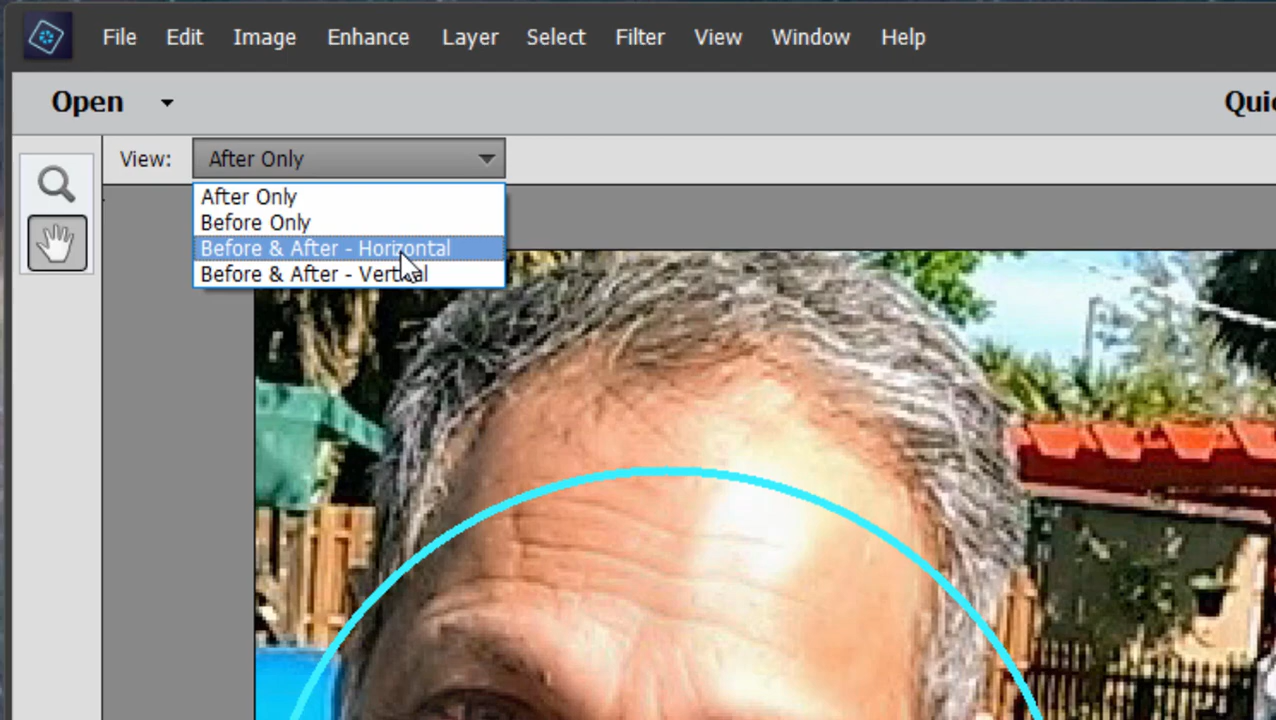 File Edit Image Enhance Layer Select Filter View Window Help
Open
View: After Only
After Only
Before Only
Before & After - Horizontal
Before & After - Vertical